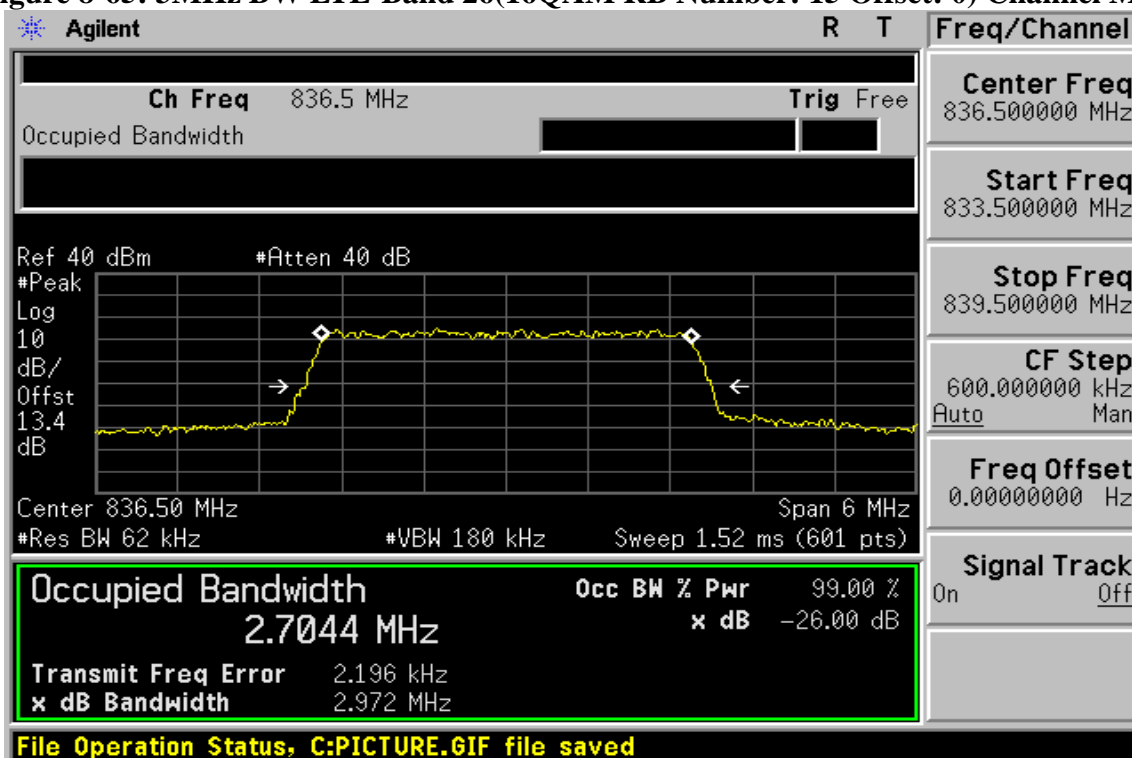 Agilent R T Freq/Channel
Ch Freq 836.5 MHz Trig Free
Occupied Bandwidth
Center Freq
836.500000 MHz
Start Freq
833.500000 MHz
Stop Freq
839.500000 MHz
CF Step
600.000000 kHz
Auto Man
Freq Offset
0.00000000 Hz
Signal Track
On Off
Ref 40 dBm #Atten 40 dB
#Peak
Log
10
dB/
Offst
13.4
dB
Center 836.50 MHz Span 6 MHz
#Res BW 62 kHz #VBW 180 kHz Sweep 1.52 ms (601 pts)
Occupied Bandwidth Occ BW % Pwr 99.00 %
2.7044 MHz x dB -26.00 dB
Transmit Freq Error 2.196 kHz
x dB Bandwidth 2.972 MHz
File Operation Status, C:PICTURE.GIF file saved